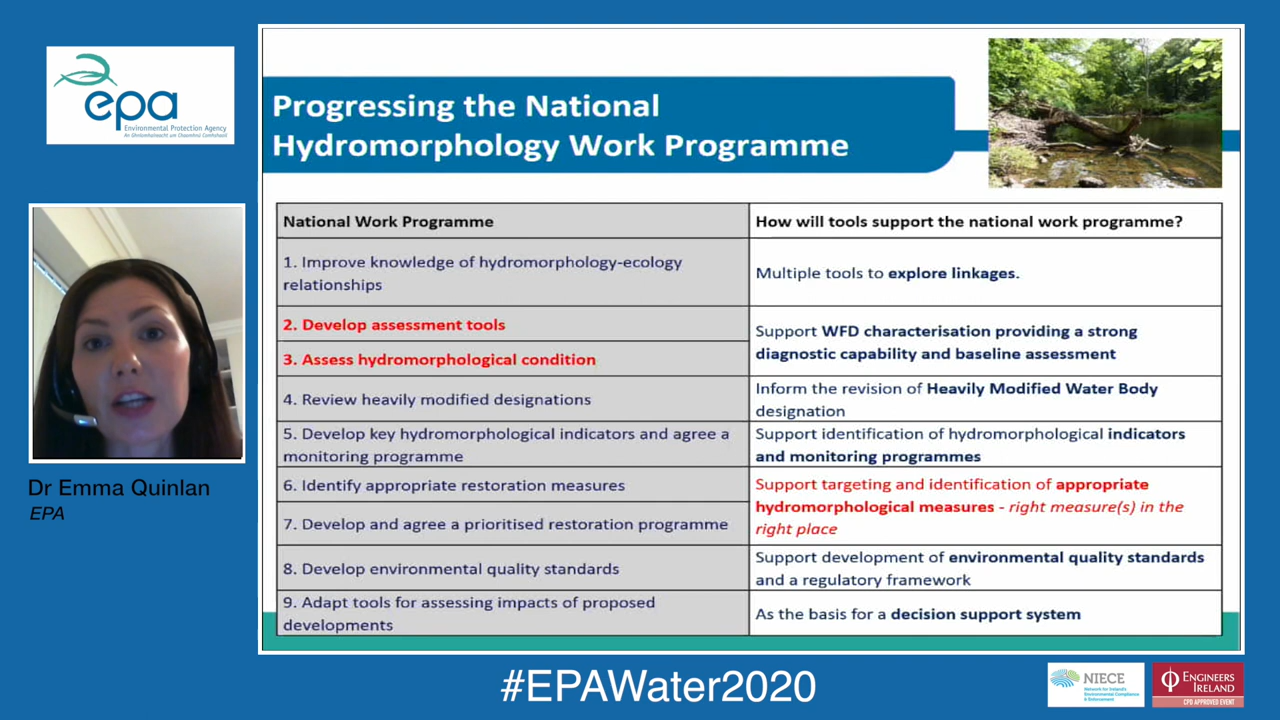 epa
Environmental Protection Agency
An Ghníomhaireacht um Chaomhnú Comhshaoil
Dr Emma Quinlan
EPA
Progressing the National
Hydromorphology Work Programme
National Work Programme
How will tools support the national work programme?
1. Improve knowledge of hydromorphology-ecology
relationships
Multiple tools to explore linkages.
2. Develop assessment tools
3. Assess hydromorphological condition
Support WFD characterisation providing a strong
diagnostic capability and baseline assessment
4. Review heavily modified designations
Inform the revision of Heavily Modified Water Body
designation
5. Develop key hydromorphological indicators and agree a
monitoring programme
Support identification of hydromorphological indicators
and monitoring programmes
6. Identify appropriate restoration measures
7. Develop and agree a prioritised restoration programme
Support targeting and identification of appropriate
hydromorphological measures - right measure(s) in the
right place
8. Develop environmental quality standards
Support development of environmental quality standards
and a regulatory framework
9. Adapt tools for assessing impacts of proposed
developments
As the basis for a decision support system
#EPAWater2020
NIECE
Network for Ireland's
Environmental Compliance
& Enforcement
ENGINEERS
IRELAND
CPD APPROVED EVENT